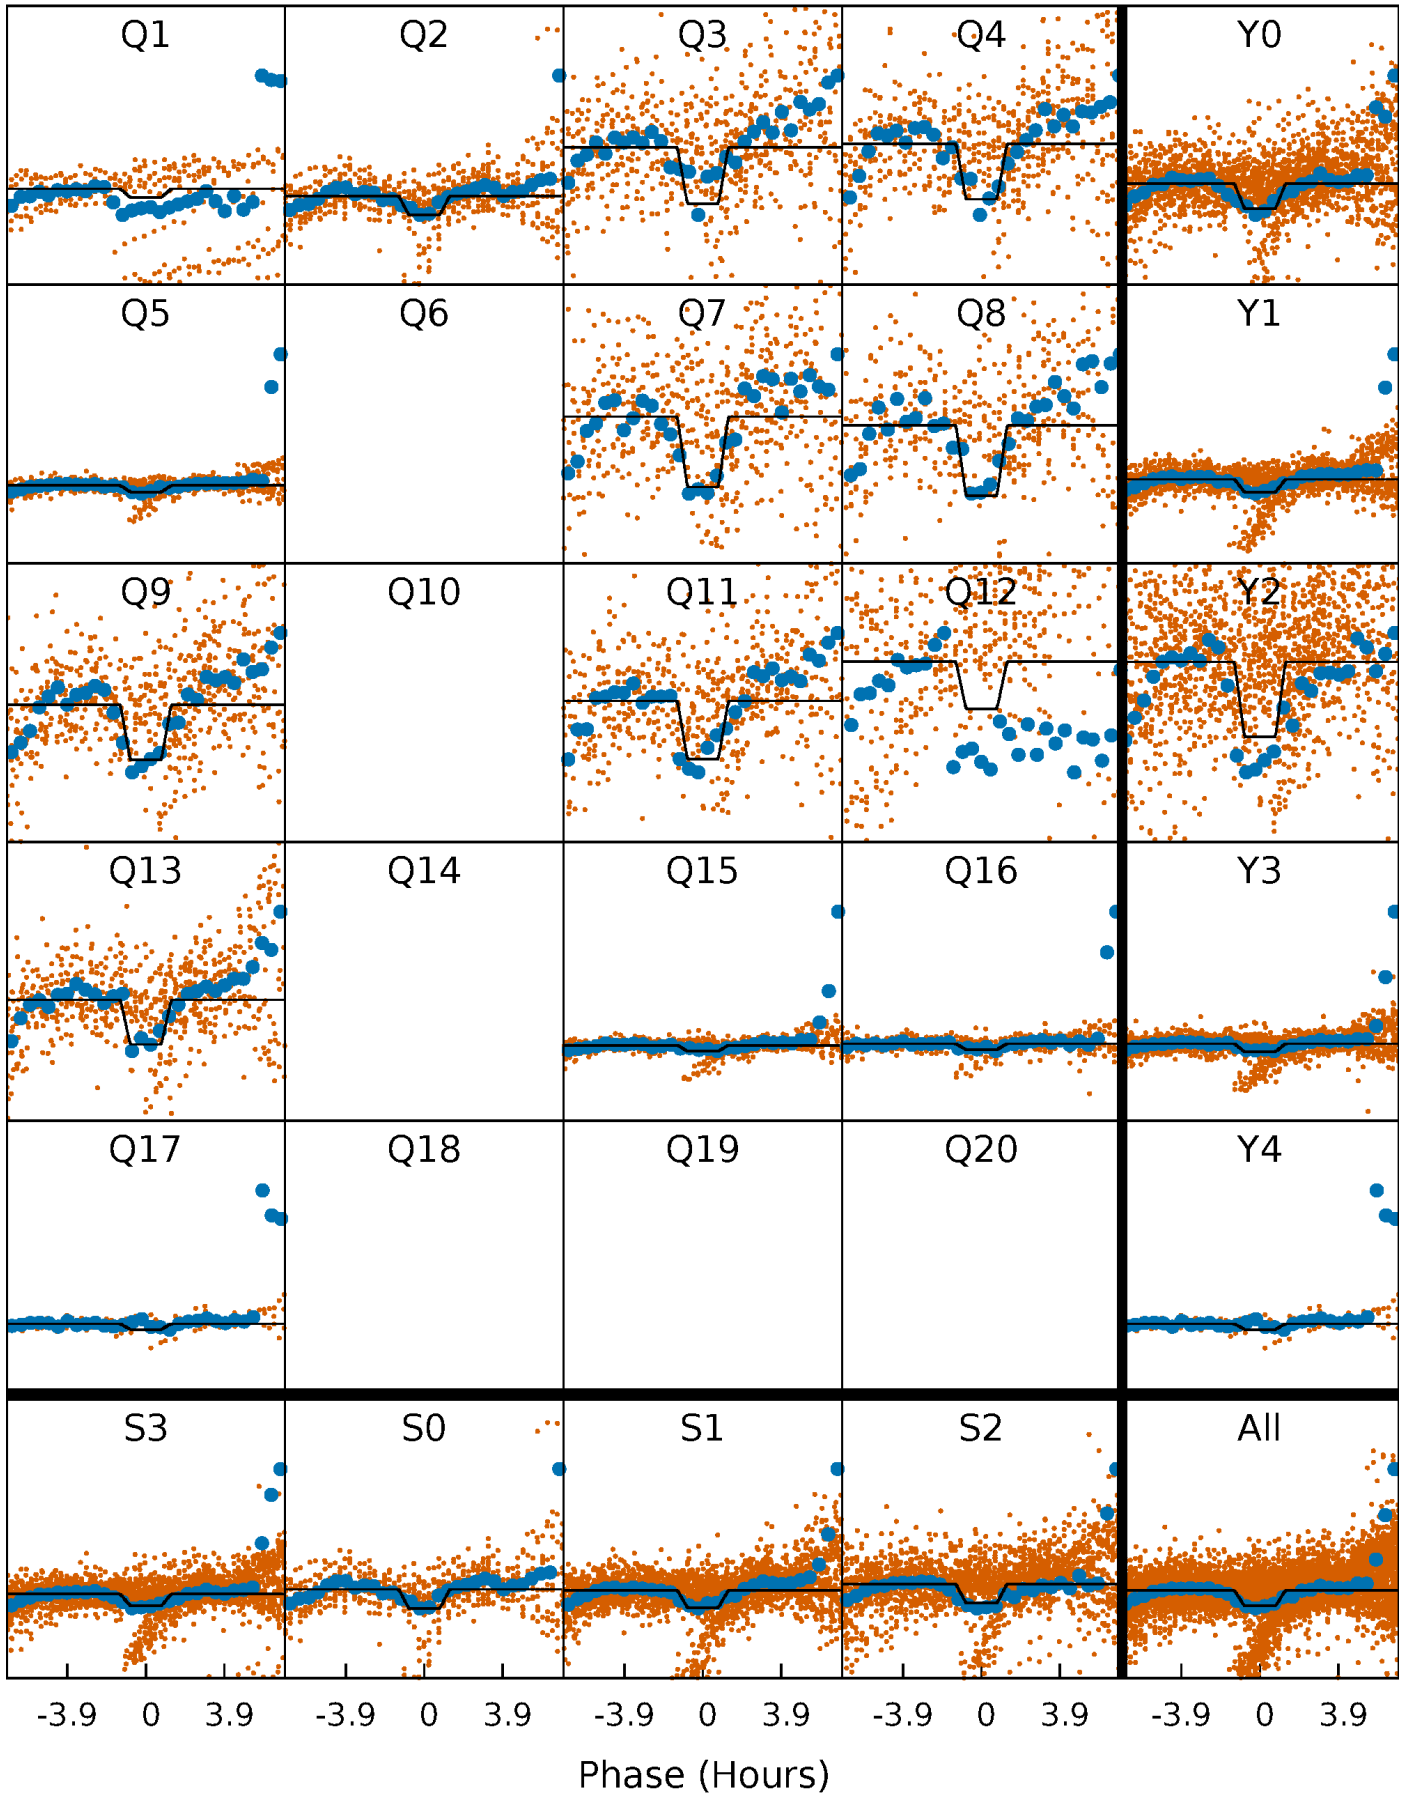 Q1 Q2 Q3 Q4 Y0
Q5 Q6 Q7 Q8 Y1
Q9 Q10 Q11 Q12 Y2
Q13 Q14 Q15 Q16 Y3
Q17 Q18 Q19 Q20 Y4
S3 S0 S1 S2 All
-3.9 0 3.9 -3.9 0 3.9 -3.9 0 3.9 -3.9 0 3.9 -3.9 0 3.9
Phase (Hours)